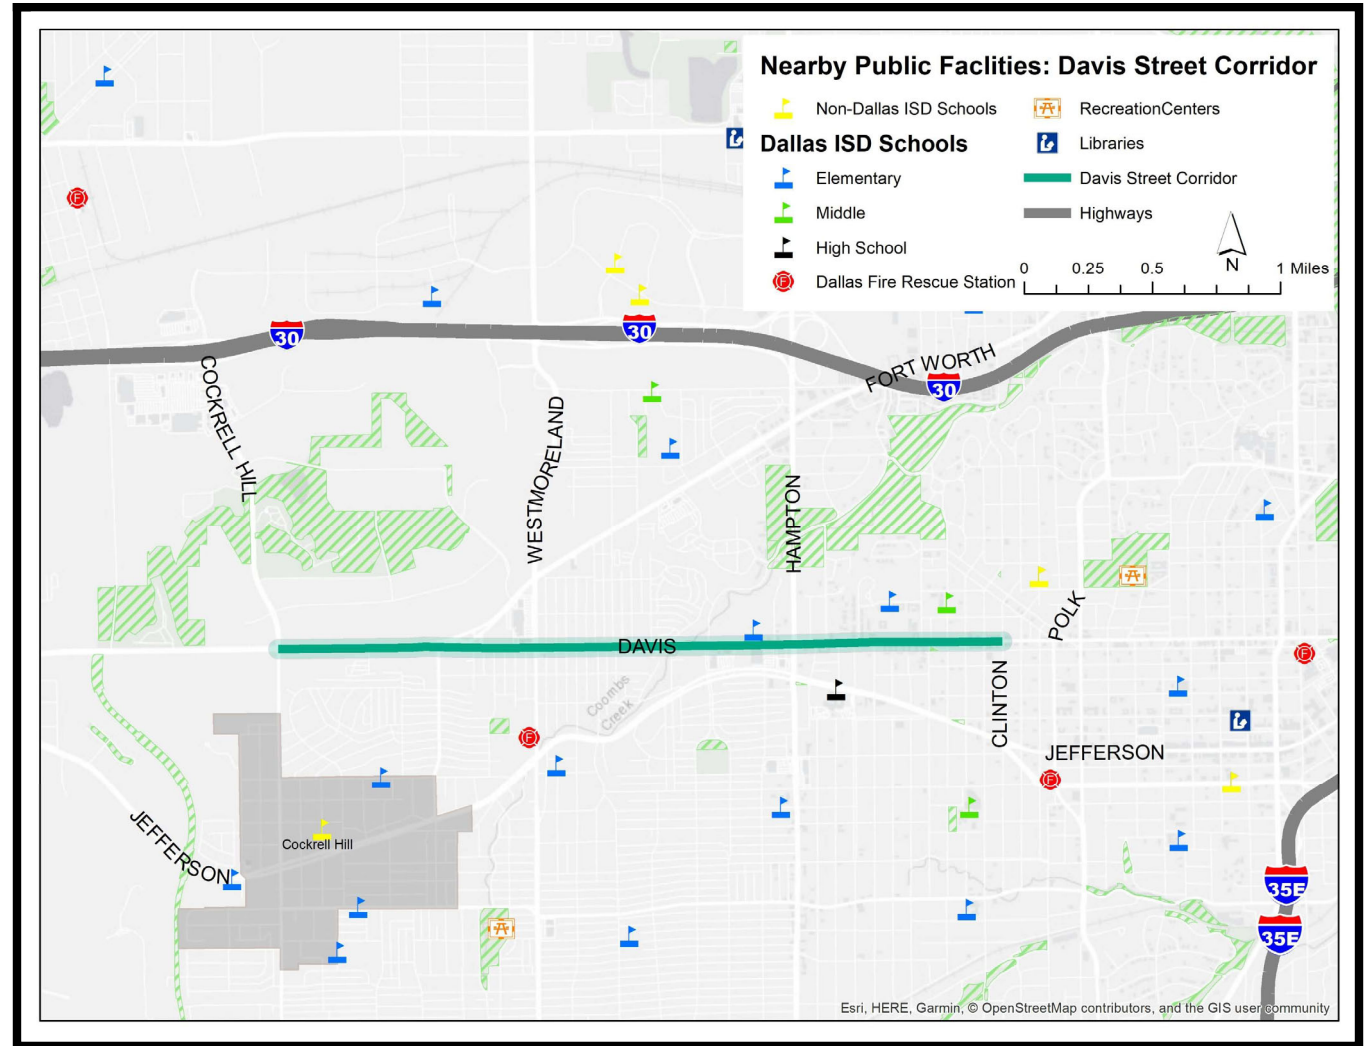 Nearby Public Faclities: Davis Street Corridor
Non-Dallas ISD Schools
Dallas ISD Schools
Elementary
Middle
High School
Dallas Fire Rescue Station
RecreationCenters
Libraries
Davis Street Corridor
Highways
N
0 0.25 0.5 1 Miles
30
30
30
FORT WORTH
COCKRELL HILL
WESTMORELAND
HAMPTON
POLK
DAVIS
CLINTON
Coombs
Creek
JEFFERSON
JEFFERSON
Cockrell Hill
35E
35E
F
F
F
F
F
Esri, HERE, Garmin, © OpenStreetMap contributors, and the GIS user community